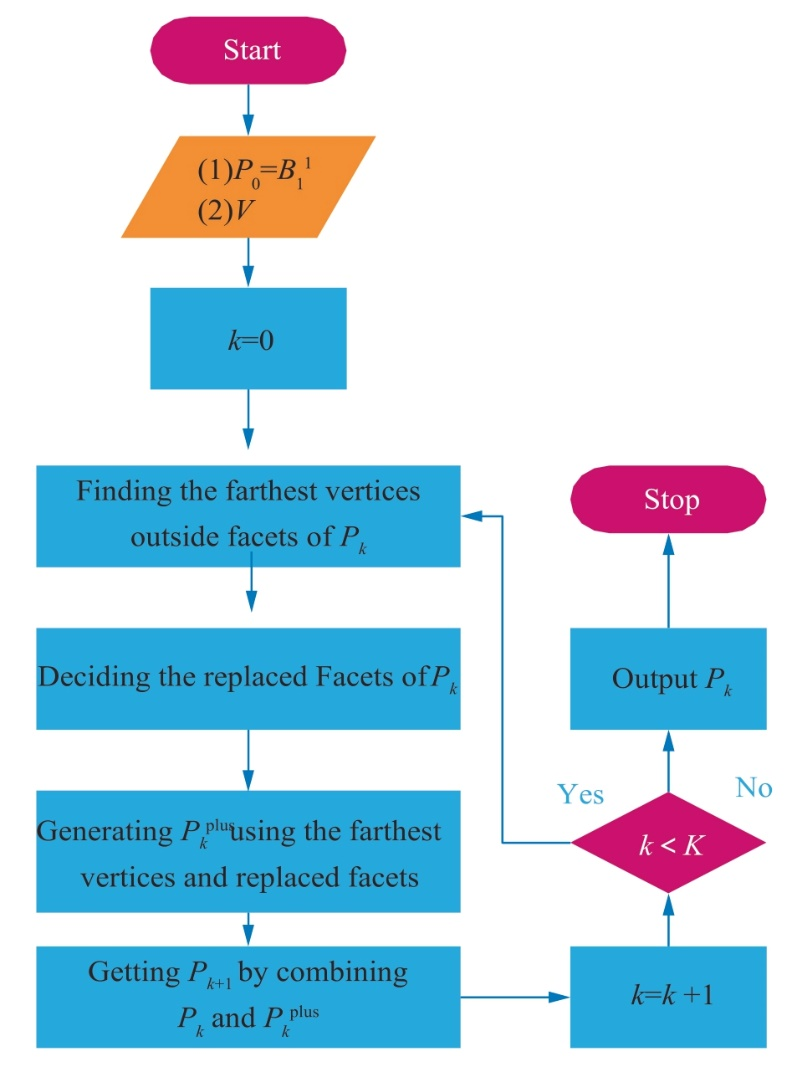 Start
(1)P₀=B₁¹
(2)V
k=0
Finding the farthest vertices
outside facets of Pₖ
Deciding the replaced Facets of Pₖ
Generating Pₖᵖˡᵘˢ using the farthest
vertices and replaced facets
Getting Pₖ₊₁ by combining
Pₖ and Pₖᵖˡᵘˢ
k=k +1
k < K
Yes
No
Output Pₖ
Stop